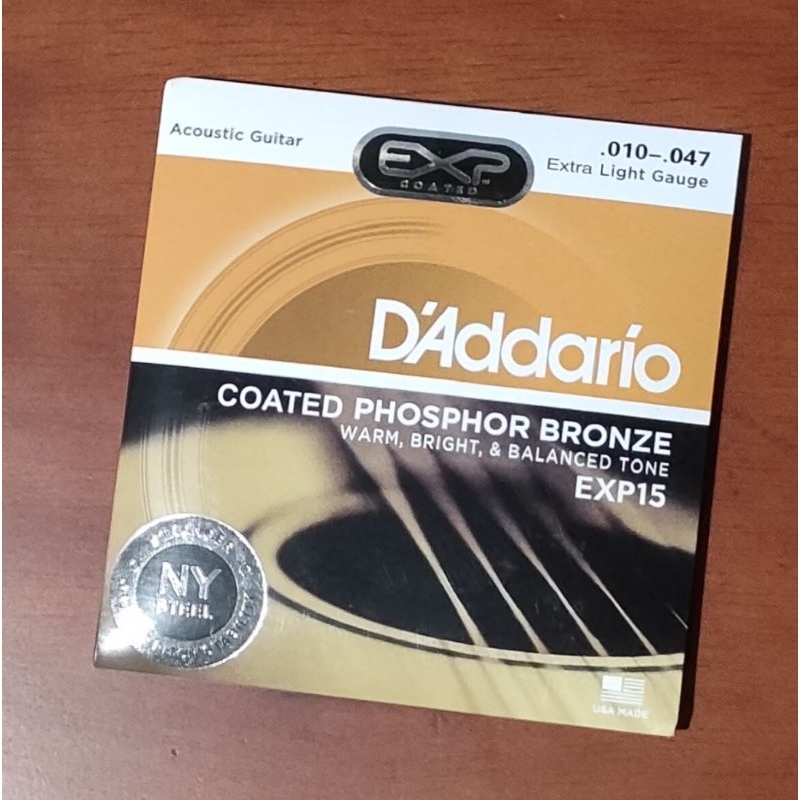 Acoustic Guitar
EXP
COATED
.010–.047
Extra Light Gauge
D'Addario
COATED PHOSPHOR BRONZE
WARM, BRIGHT, & BALANCED TONE
EXP15
NY
STEEL
USA MADE